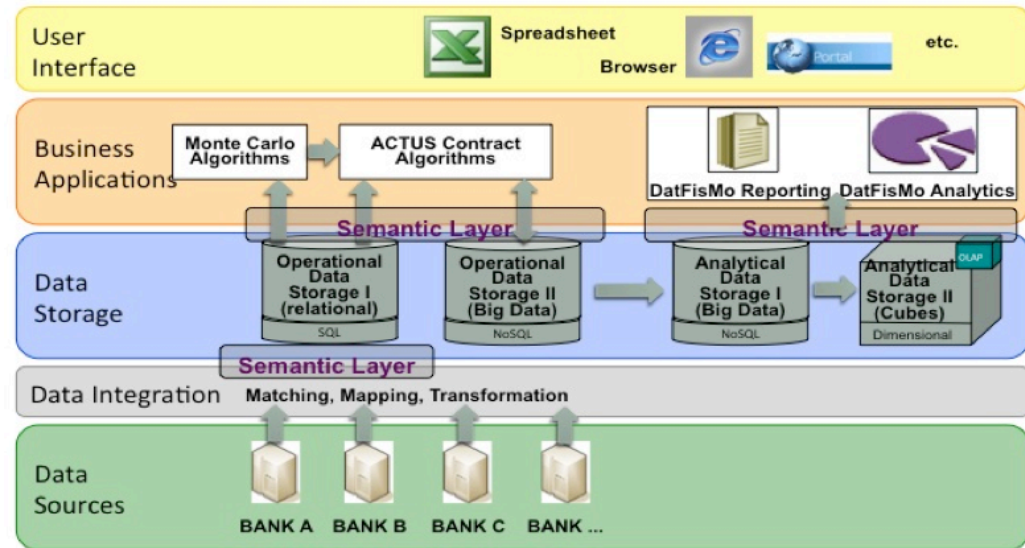 User
Interface
Spreadsheet
Browser
Portal
etc.
Business
Applications
Monte Carlo
Algorithms
ACTUS Contract
Algorithms
DatFisMo Reporting
DatFisMo Analytics
Semantic Layer
Semantic Layer
Data
Storage
Operational
Data
Storage I
(relational)
SQL
Operational
Data
Storage II
(Big Data)
NoSQL
Analytical
Data
Storage I
(Big Data)
NoSQL
OLAP
Analytical
Data
Storage II
(Cubes)
Dimensional
Semantic Layer
Data Integration
Matching, Mapping, Transformation
Data
Sources
BANK A
BANK B
BANK C
BANK ...